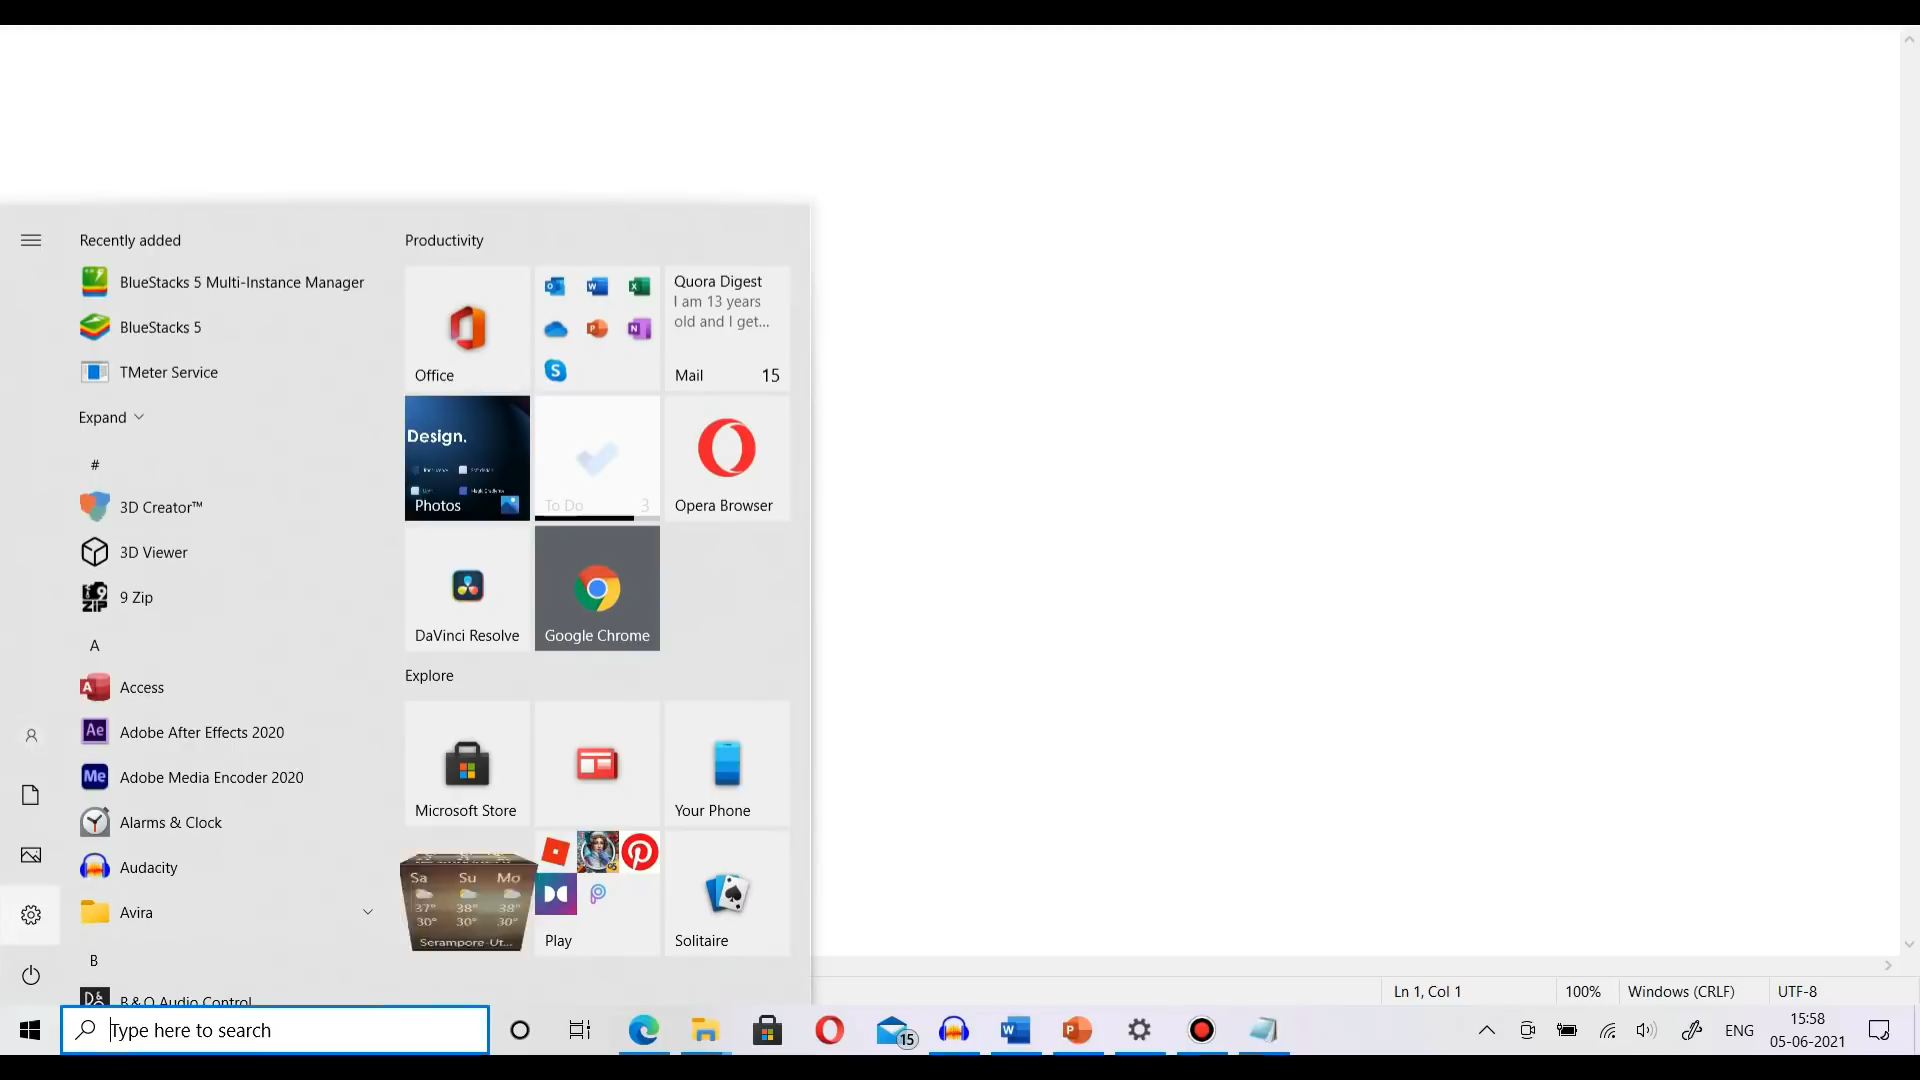 Recently added
BlueStacks 5 Multi-Instance Manager
BlueStacks 5
TMeter Service
Expand
#
3D Creator™
3D Viewer
9 Zip
A
Access
Adobe After Effects 2020
Adobe Media Encoder 2020
Alarms & Clock
Audacity
Avira
B
B&O Audio Control
Productivity
Office
Quora Digest
I am 13 years
old and I get...
Mail 15
Design.
Photos
To Do 3
Opera Browser
DaVinci Resolve
Google Chrome
Explore
Microsoft Store
Your Phone
Sa Su Mo
37° 38° 38°
30° 30° 30°
Serampore-Ut...
Play
Solitaire
Ln 1, Col 1
100%
Windows (CRLF)
UTF-8
Type here to search
15
ENG
15:58
05-06-2021